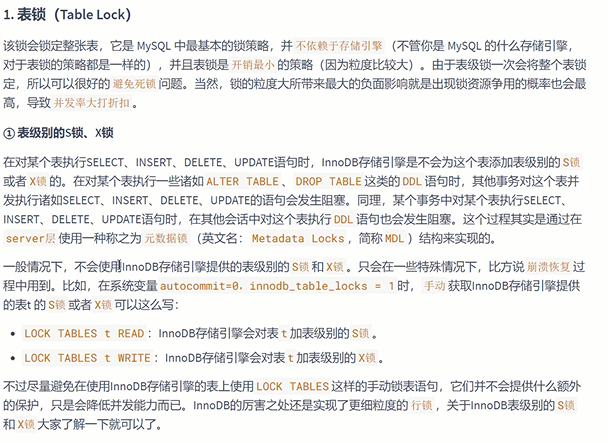 1. 表锁（Table Lock）
该锁会锁定整张表，它是 MySQL 中最基本的锁策略，并 不依赖于存储引擎 （不管你是 MySQL 的什么存储引擎，
对于表锁的策略都是一样的），并且表锁是 开销最小 的策略（因为粒度比较大）。由于表级锁一次会将整个表锁
定，所以可以很好的 避免死锁 问题。当然，锁的粒度大所带来最大的负面影响就是出现锁资源争用的概率也会最
高，导致 并发率大打折扣 。
① 表级别的S锁、X锁
在对某个表执行SELECT、INSERT、DELETE、UPDATE语句时，InnoDB存储引擎是不会为这个表添加表级别的 S锁
或者 X锁 的。在对某个表执行一些诸如 ALTER TABLE 、 DROP TABLE 这类的 DDL 语句时，其他事务对这个表并
发执行诸如SELECT、INSERT、DELETE、UPDATE的语句会发生阻塞。同理，某个事务中对某个表执行SELECT、
INSERT、DELETE、UPDATE语句时，在其他会话中对这个表执行 DDL 语句也会发生阻塞。这个过程其实是通过在
server层 使用一种称之为 元数据锁 （英文名： Metadata Locks ，简称 MDL ）结构来实现的。
一般情况下，不会使用InnoDB存储引擎提供的表级别的 S锁 和 X锁 。只会在一些特殊情况下，比方说 崩溃恢复 过
程中用到。比如，在系统变量 autocommit=0，innodb_table_locks = 1 时， 手动 获取InnoDB存储引擎提供
的表t 的 S锁 或者 X锁 可以这么写：
• LOCK TABLES t READ ：InnoDB存储引擎会对表 t 加表级别的 S锁 。
• LOCK TABLES t WRITE ：InnoDB存储引擎会对表 t 加表级别的 X锁 。
不过尽量避免在使用InnoDB存储引擎的表上使用 LOCK TABLES 这样的手动锁表语句，它们并不会提供什么额外
的保护，只是会降低并发能力而已。InnoDB的厉害之处还是实现了更细粒度的 行锁 ，关于InnoDB表级别的 S锁
和 X锁 大家了解一下就可以了。